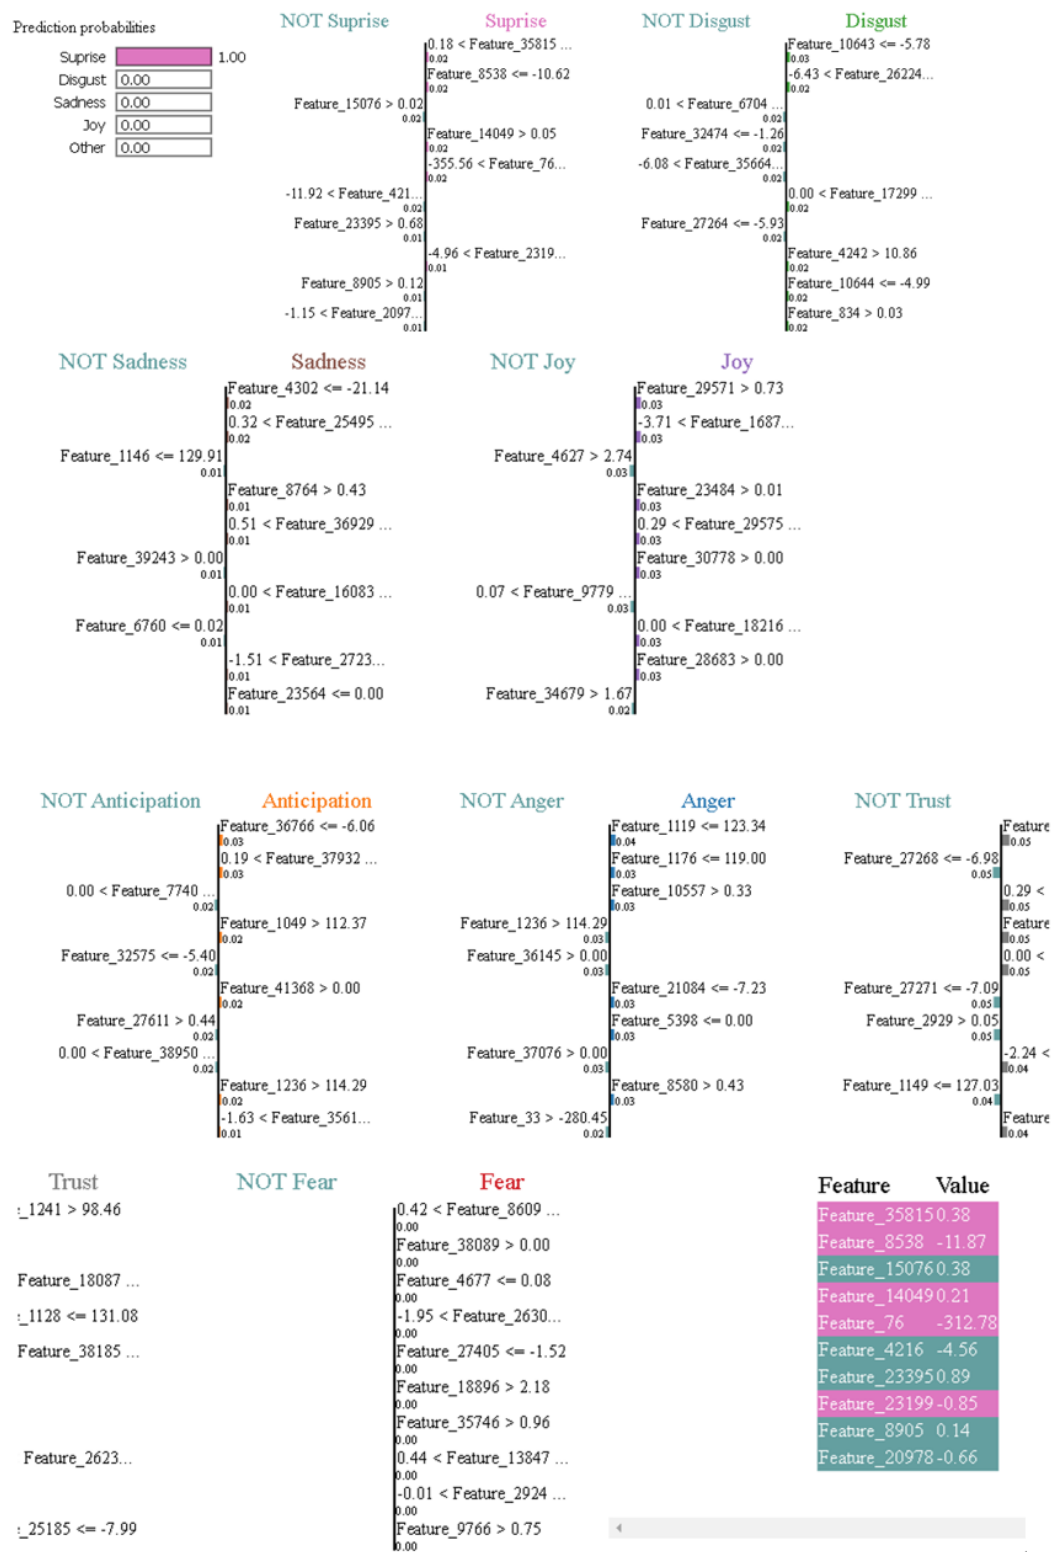 Prediction probabilities
Suprise 1.00
Disgust 0.00
Sadness 0.00
Joy 0.00
Other 0.00
NOT Suprise Suprise
0.18 < Feature_35815 ...
0.02
Feature_8538 <= -10.62
0.02
Feature_15076 > 0.02
0.02
Feature_14049 > 0.05
0.02
-355.56 < Feature_76...
0.02
-11.92 < Feature_421...
0.02
Feature_23395 > 0.68
0.01
-4.96 < Feature_2319...
0.01
Feature_8905 > 0.12
0.01
-1.15 < Feature_2097...
0.01
NOT Disgust Disgust
Feature_10643 <= -5.78
0.03
-6.43 < Feature_26224...
0.02
0.01 < Feature_6704 ...
0.02
Feature_32474 <= -1.26
0.02
-6.08 < Feature_35664...
0.02
0.00 < Feature_17299 ...
0.02
Feature_27264 <= -5.93
0.02
Feature_4242 > 10.86
0.02
Feature_10644 <= -4.99
0.02
Feature_834 > 0.03
0.02
NOT Sadness Sadness
Feature_4302 <= -21.14
0.02
0.32 < Feature_25495 ...
0.02
Feature_1146 <= 129.91
0.01
Feature_8764 > 0.43
0.01
0.51 < Feature_36929 ...
0.01
Feature_39243 > 0.00
0.01
0.00 < Feature_16083 ...
0.01
Feature_6760 <= 0.02
0.01
-1.51 < Feature_2723...
0.01
Feature_23564 <= 0.00
0.01
NOT Joy Joy
Feature_29571 > 0.73
0.03
-3.71 < Feature_1687...
0.03
Feature_4627 > 2.74
0.03
Feature_23484 > 0.01
0.03
0.29 < Feature_29575 ...
0.03
Feature_30778 > 0.00
0.03
0.07 < Feature_9779 ...
0.03
0.00 < Feature_18216 ...
0.03
Feature_28683 > 0.00
0.03
Feature_34679 > 1.67
0.02
NOT Anticipation Anticipation
Feature_36766 <= -6.06
0.03
0.19 < Feature_37932 ...
0.03
0.00 < Feature_7740 ...
0.02
Feature_1049 > 112.37
0.02
Feature_32575 <= -5.40
0.02
Feature_41368 > 0.00
0.02
Feature_27611 > 0.44
0.02
0.00 < Feature_38950 ...
0.02
Feature_1236 > 114.29
0.02
-1.63 < Feature_3561...
0.01
NOT Anger Anger
Feature_1119 <= 123.34
0.04
Feature_1176 <= 119.00
0.03
Feature_10557 > 0.33
0.03
Feature_1236 > 114.29
0.03
Feature_36145 > 0.00
0.03
Feature_21084 <= -7.23
0.03
Feature_5398 <= 0.00
0.03
Feature_37076 > 0.00
0.03
Feature_8580 > 0.43
0.03
Feature_33 > -280.45
0.02
NOT Trust
Feature
0.05
Feature_27268 <= -6.98
0.05
0.29 <
0.05
Feature
0.05
0.00 <
0.05
Feature_27271 <= -7.09
0.05
Feature_2929 > 0.05
0.05
-2.24 <
0.04
Feature_1149 <= 127.03
0.04
Feature
0.04
Trust
_1241 > 98.46
Feature_18087 ...
_1128 <= 131.08
Feature_38185 ...
Feature_2623...
_25185 <= -7.99
NOT Fear Fear
0.42 < Feature_8609 ...
0.00
Feature_38089 > 0.00
0.00
Feature_4677 <= 0.08
0.00
-1.95 < Feature_2630...
0.00
Feature_27405 <= -1.52
0.00
Feature_18896 > 2.18
0.00
Feature_35746 > 0.96
0.00
0.44 < Feature_13847 ...
0.00
-0.01 < Feature_2924 ...
0.00
Feature_9766 > 0.75
0.00
Feature Value
Feature_35815 0.38
Feature_8538 -11.87
Feature_15076 0.38
Feature_14049 0.21
Feature_76 -312.78
Feature_4216 -4.56
Feature_23395 0.89
Feature_23199 -0.85
Feature_8905 0.14
Feature_20978 -0.66